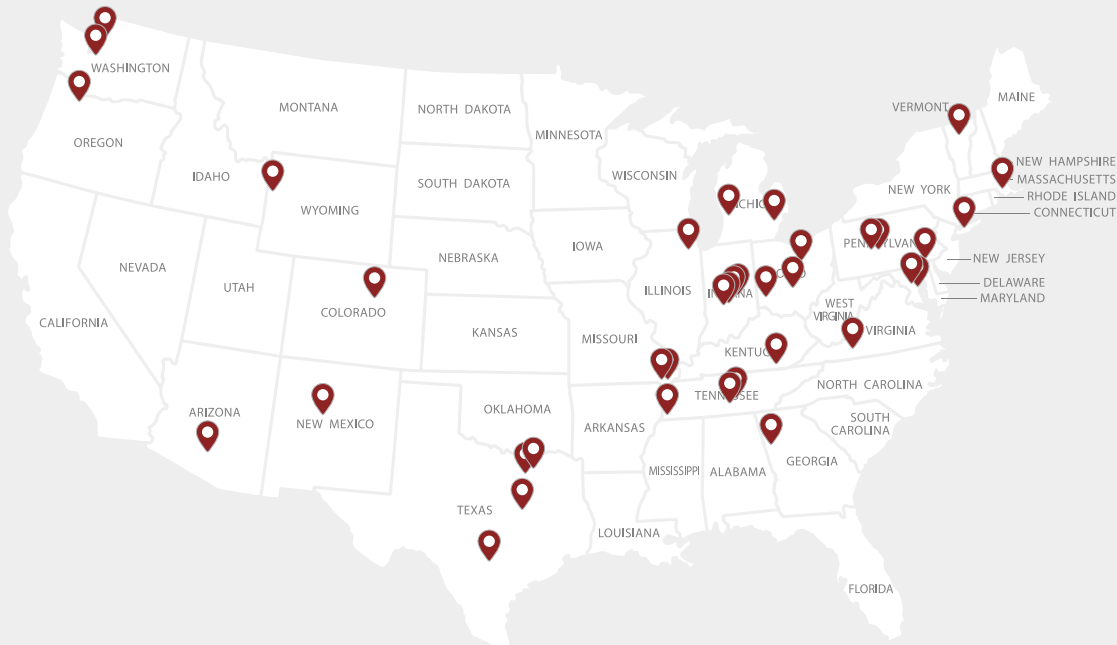 WASHINGTON
OREGON
CALIFORNIA
NEVADA
IDAHO
MONTANA
WYOMING
UTAH
COLORADO
ARIZONA
NEW MEXICO
NORTH DAKOTA
SOUTH DAKOTA
NEBRASKA
KANSAS
OKLAHOMA
TEXAS
MINNESOTA
IOWA
MISSOURI
ARKANSAS
LOUISIANA
WISCONSIN
ILLINOIS
MISSISSIPPI
ALABAMA
TENNESSEE
GEORGIA
FLORIDA
SOUTH
CAROLINA
NORTH CAROLINA
VIRGINIA
WEST
VIRGINIA
NEW YORK
VERMONT
MAINE
NEW HAMPSHIRE
MASSACHUSETTS
RHODE ISLAND
CONNECTICUT
NEW JERSEY
DELAWARE
MARYLAND